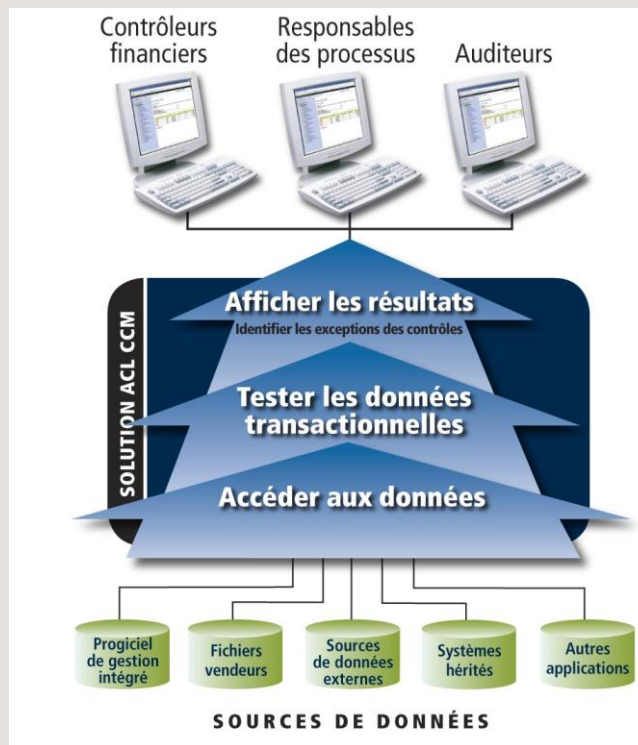 Contrôleurs
financiers
Responsables
des processus
Auditeurs
Afficher les résultats
Identifier les exceptions des contrôles
Tester les données
transactionnelles
Accéder aux données
SOLUTION ACL CCM
Progiciel
de gestion
intégré
Fichiers
vendeurs
Sources
de données
externes
Systèmes
hérités
Autres
applications
SOURCES DE DONNÉES